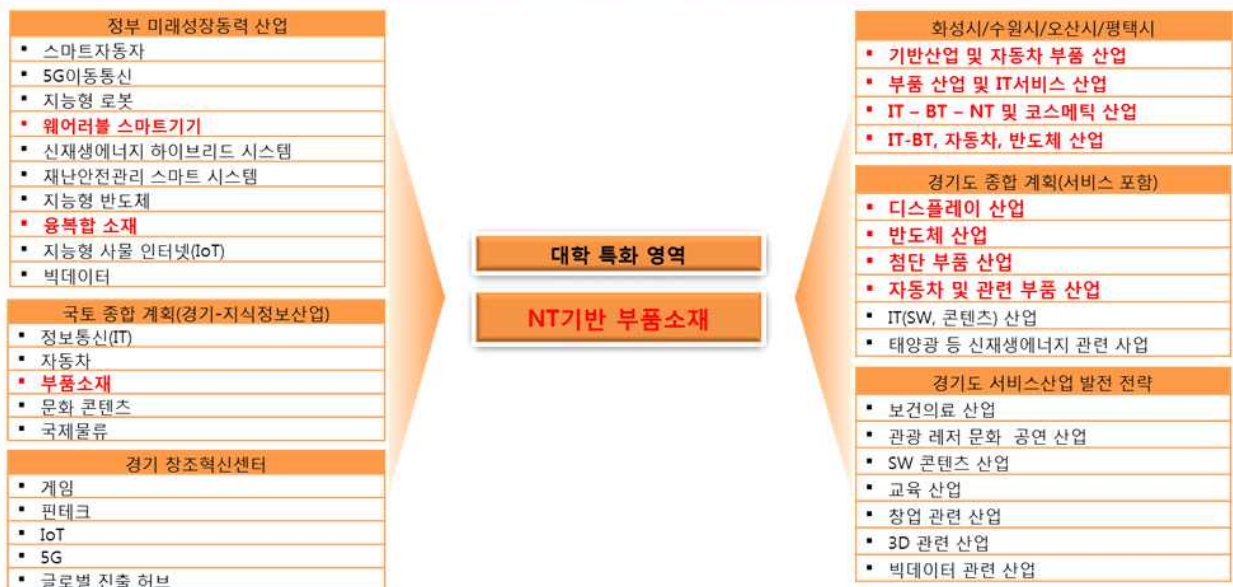 정부 미래성장동력 산업
▪ 스마트자동자
▪ 5G이동통신
▪ 지능형 로봇
▪ 웨어러블 스마트기기
▪ 신재생에너지 하이브리드 시스템
▪ 재난안전관리 스마트 시스템
▪ 지능형 반도체
▪ 융복합 소재
▪ 지능형 사물 인터넷(IoT)
▪ 빅데이터
국토 종합 계획(경기-지식정보산업)
▪ 정보통신(IT)
▪ 자동차
▪ 부품소재
▪ 문화 콘텐츠
▪ 국제물류
경기 창조혁신센터
▪ 게임
▪ 핀테크
▪ IoT
▪ 5G
▪ 글로벌 진출 허브
대학 특화 영역
NT기반 부품소재
화성시/수원시/오산시/평택시
▪ 기반산업 및 자동차 부품 산업
▪ 부품 산업 및 IT서비스 산업
▪ IT – BT – NT 및 코스메틱 산업
▪ IT-BT, 자동차, 반도체 산업
경기도 종합 계획(서비스 포함)
▪ 디스플레이 산업
▪ 반도체 산업
▪ 첨단 부품 산업
▪ 자동차 및 관련 부품 산업
▪ IT(SW, 콘텐츠) 산업
▪ 태양광 등 신재생에너지 관련 사업
경기도 서비스산업 발전 전략
▪ 보건의료 산업
▪ 관광 레저 문화 공연 산업
▪ SW 콘텐츠 산업
▪ 교육 산업
▪ 창업 관련 산업
▪ 3D 관련 산업
▪ 빅데이터 관련 산업